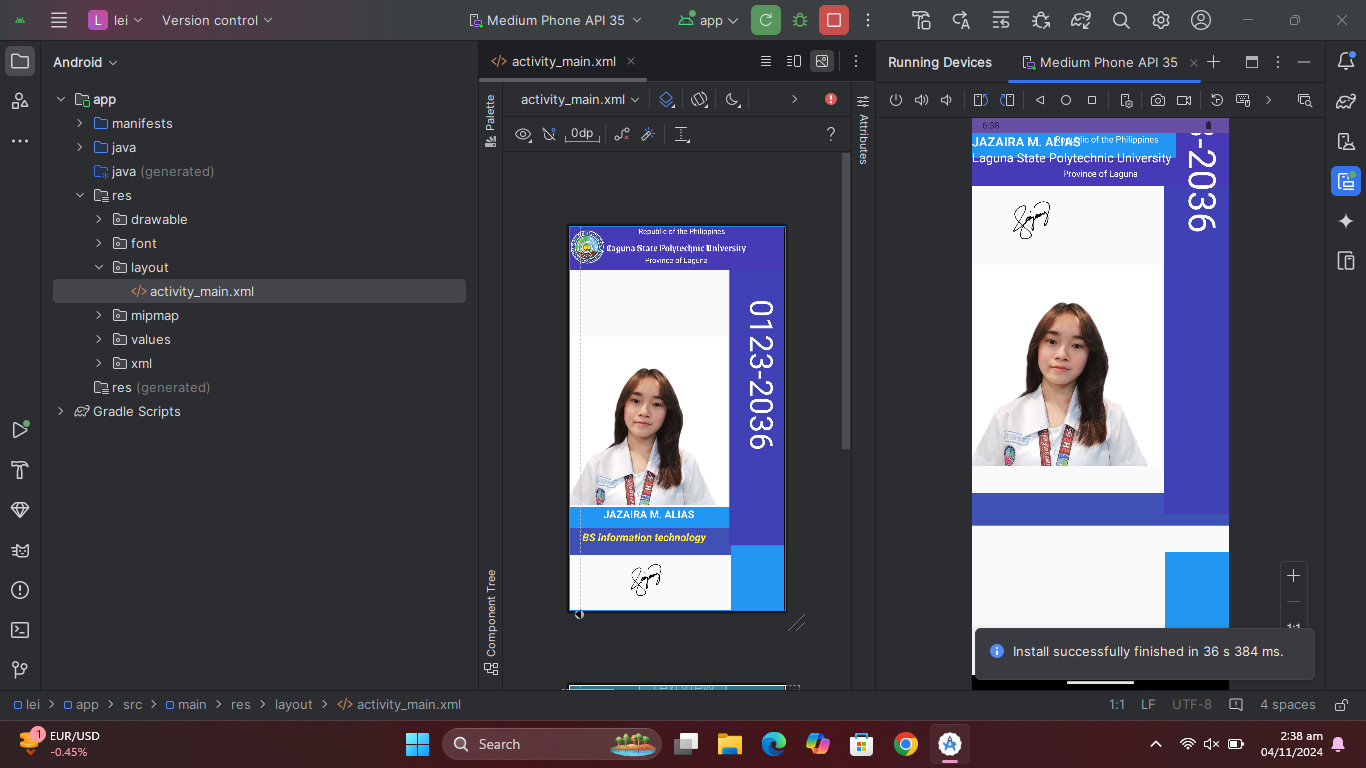 L lei Version control Medium Phone API 35 app
Android
app
manifests
java
java (generated)
res
drawable
font
layout
activity_main.xml
mipmap
values
xml
res (generated)
Gradle Scripts
activity_main.xml
Palette
activity_main.xml
0dp
?
Attributes
Republic of the Philippines
Laguna State Polytechnic University
Province of Laguna
0123-2036
JAZAIRA M. ALIAS
BS information technology
Component Tree
Running Devices Medium Phone API 35
6:38
JAZAIRA M. ALIAS
Republic of the Philippines
Laguna State Polytechnic University
Province of Laguna
-2036
1:1
Install successfully finished in 36 s 384 ms.
lei app src main res layout activity_main.xml
1:1 LF UTF-8 4 spaces
1
EUR/USD
-0.45%
Search
2:38 am
04/11/2024